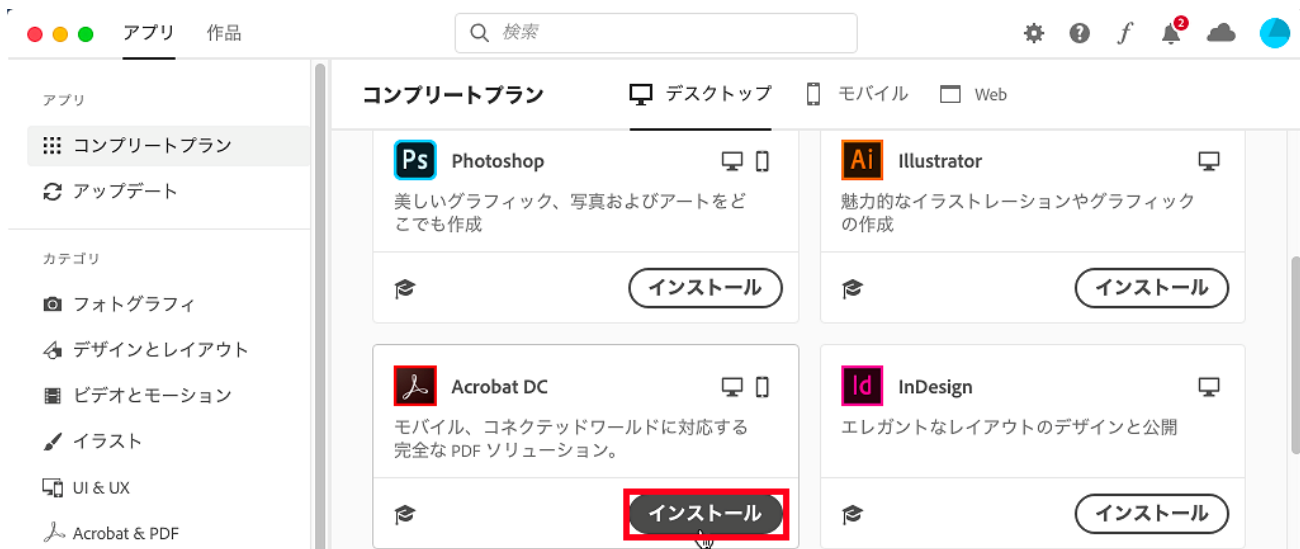 アプリ 作品
検索
2
アプリ
コンプリートプラン
アップデート
カテゴリ
フォトグラフィ
デザインとレイアウト
ビデオとモーション
イラスト
UI & UX
Acrobat & PDF
コンプリートプラン
デスクトップ モバイル Web
Ps Photoshop
美しいグラフィック、写真およびアートをど
こでも作成
インストール
Ai Illustrator
魅力的なイラストレーションやグラフィック
の作成
インストール
Acrobat DC
モバイル、コネクテッドワールドに対応する
完全な PDF ソリューション。
インストール
Id InDesign
エレガントなレイアウトのデザインと公開
インストール